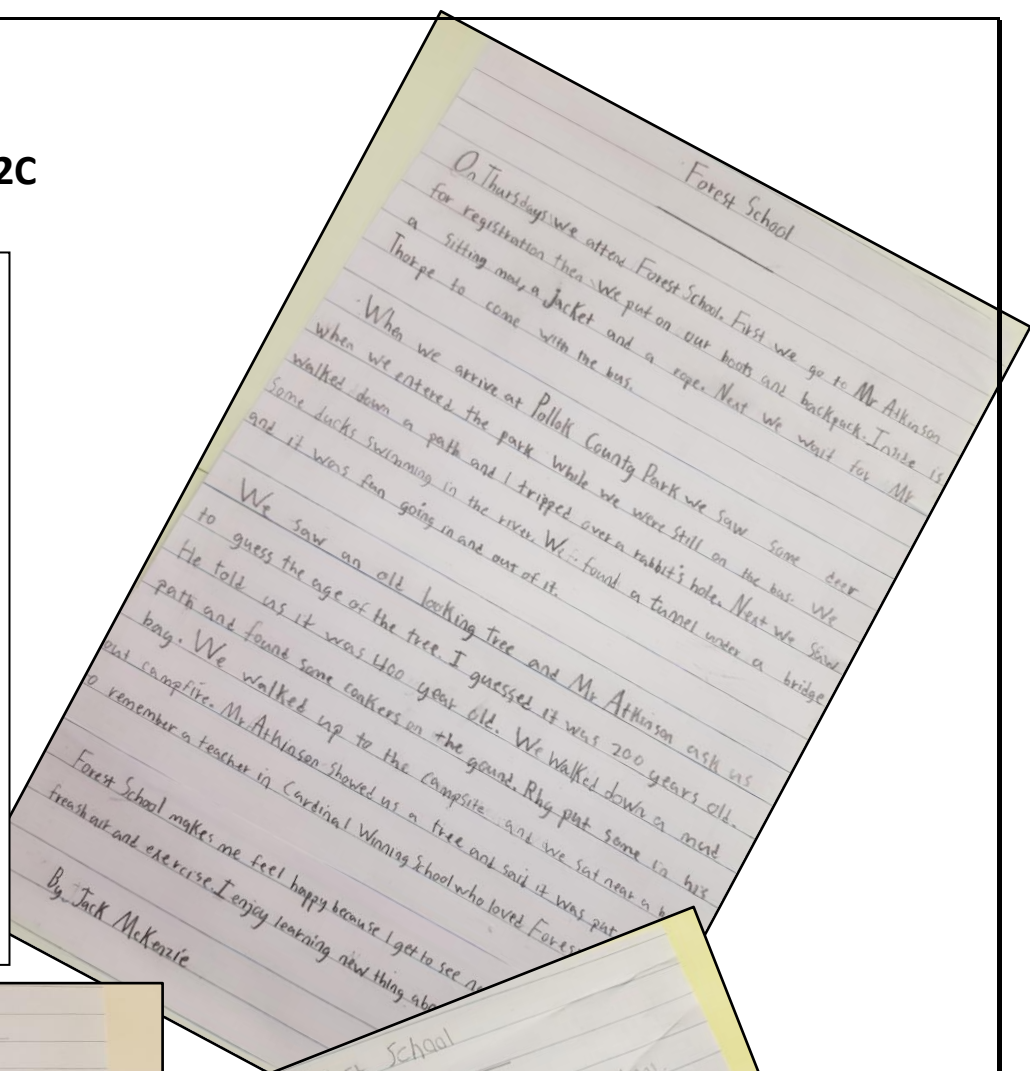 2C
Forest School
On Thursdays we attend Forest School. First we go to Mr Atkinson
for registration then we put on our boots and backpack. Inside is
a sitting mat, a jacket and a rope. Next we wait for Mr
Thorpe to come with the bus.
When we arrive at Pollok County Park we saw some deer
when we entered the park while we were still on the bus. We
walked down a path and I tripped over a rabbit's hole. Next we saw
some ducks swimming in the river. We found a tunnel under a bridge
and it was fun going in and out of it.
We saw an old looking tree and Mr Atkinson ask us
to guess the age of the tree. I guessed it was 200 years old.
He told us it was 400 year old. We walked down a mud
path and found some conkers on the gound. Rhy put some in his
bag. We walked up to the campsite and we sat near a b
out campfire. Mr Atkinson showed us a tree and said it was put
o remember a teacher in Cardinal Winning School who loved Fores
Forest School makes me feel happy because I get to see
freash air and exercise. I enjoy learning new thing abo
By Jack McKenzie
School